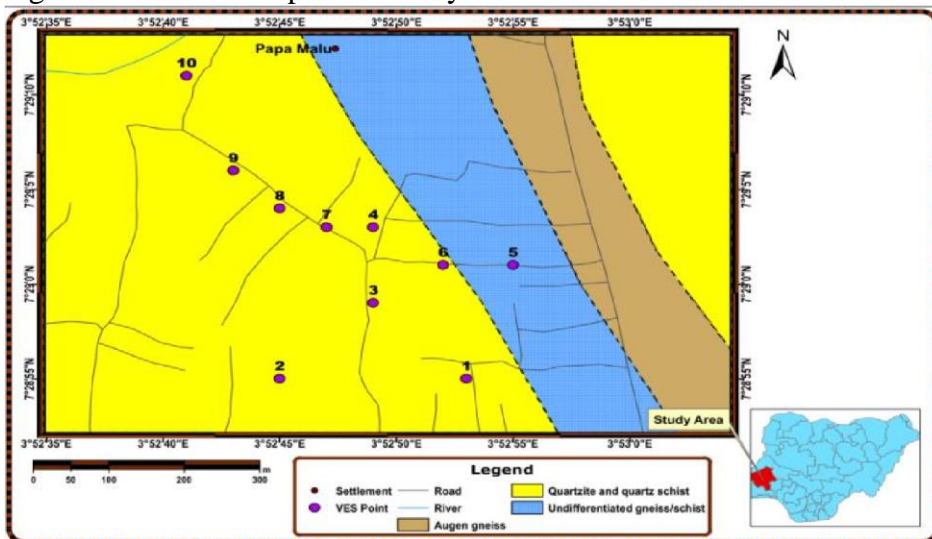 3°52'35"E 3°52'40"E 3°52'45"E 3°52'50"E 3°52'55"E 3°53'0"E
N
Papa Malu
10
7°29'10"N 7°29'10"N
9
7°29'5"N 7°29'5"N
8
7 4
6 5
7°29'0"N 7°29'0"N
3
2 1
7°28'55"N 7°28'55"N
3°52'35"E 3°52'40"E 3°52'45"E 3°52'50"E 3°52'55"E 3°53'0"E
Study Area
0 50 100 200 300 m
Legend
Settlement Road Quartzite and quartz schist
VES Point River Undifferentiated gneiss/schist
Augen gneiss